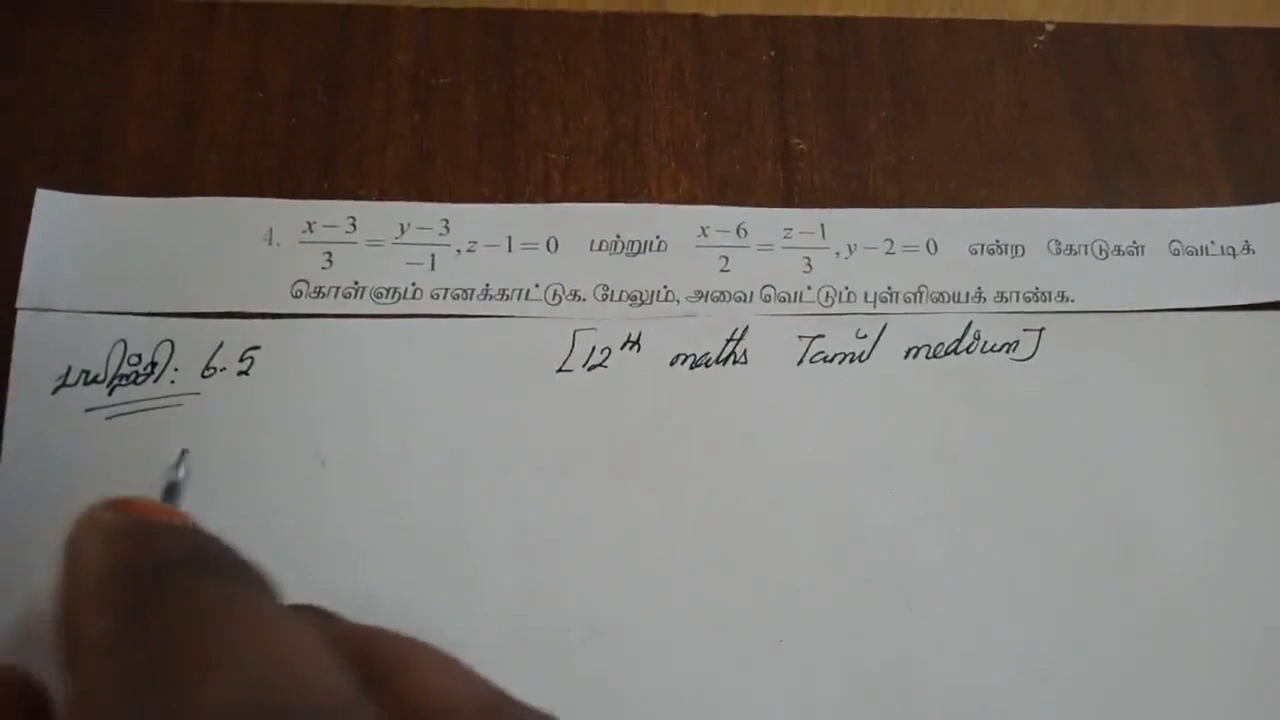 4. x-3/3 = y-3/-1, z-1=0 மற்றும் x-6/2 = z-1/3, y-2=0 என்ற கோடுகள் வெட்டிக்
கொள்ளும் எனக்காட்டுக. மேலும், அவை வெட்டும் புள்ளியைக் காண்க.
பயிற்சி: 6.5 [12th maths Tamil medium]